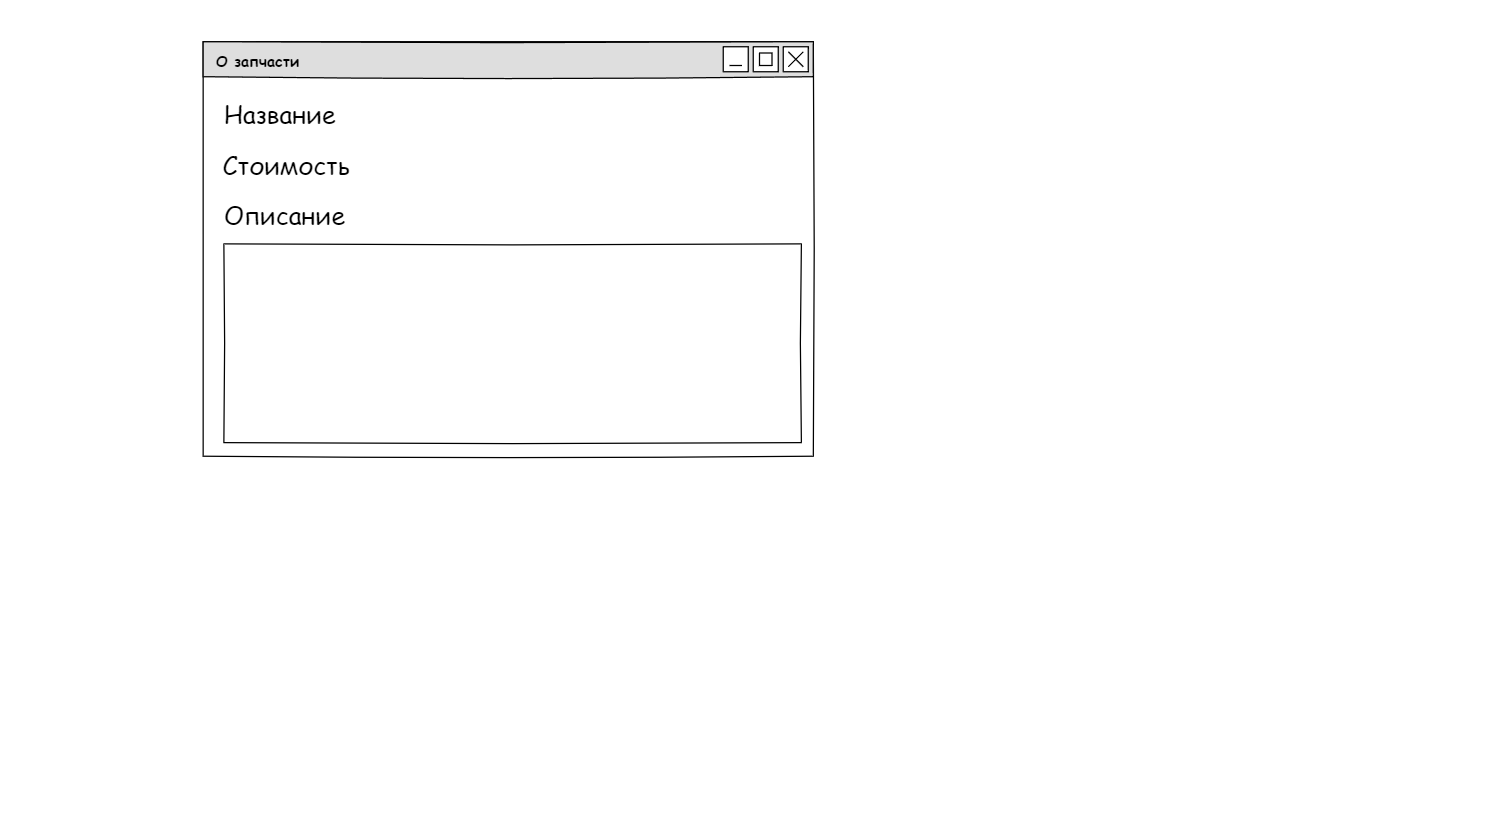 О запчасти
Название
Стоимость
Описание